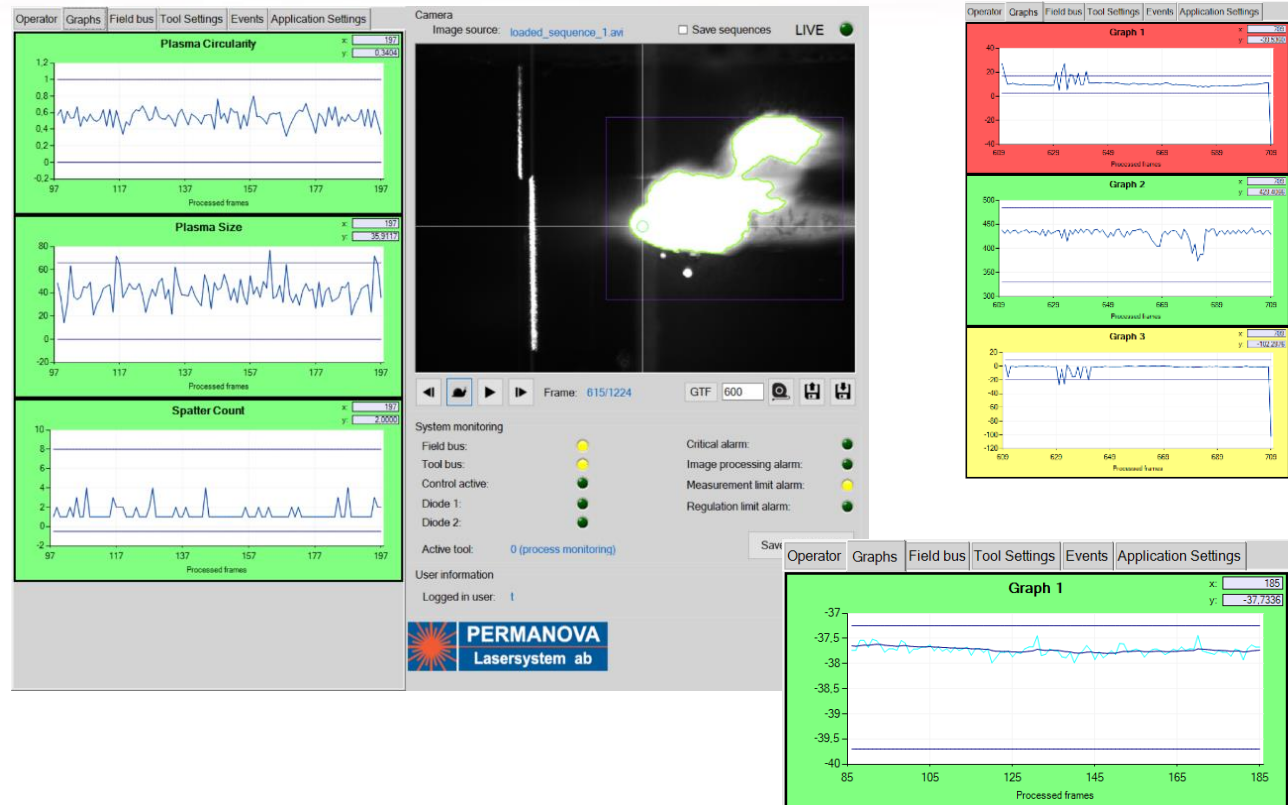 Operator Graphs Field bus Tool Settings Events Application Settings
Plasma Circularity
x: 197
y: 0,3404
1,2
1
0,8
0,6
0,4
0,2
0
-0,2
97 117 137 157 177 197
Processed frames
Plasma Size
x: 197
y: 35,9117
80
60
40
20
0
-20
97 117 137 157 177 197
Processed frames
Spatter Count
x: 197
y: 2,0000
10
8
6
4
2
0
-2
97 117 137 157 177 197
Processed frames
Camera
Image source: loaded_sequence_1.avi Save sequences LIVE
Frame: 615/1224 GTF 600
System monitoring
Field bus:
Tool bus:
Control active:
Diode 1:
Diode 2:
Critical alarm:
Image processing alarm:
Measurement limit alarm:
Regulation limit alarm:
Active tool: 0 (process monitoring)
User information
Logged in user: t
PERMANOVA
Lasersystem ab
Operator Graphs Field bus Tool Settings Events Application Settings
Graph 1
x:
y:
40
20
0
-20
-40
609 629 649 669 689 709
Processed frames
Graph 2
x:
y:
500
450
400
350
300
609 629 649 669 689 709
Processed frames
Graph 3
x:
y:
20
0
-20
-40
-60
-80
-100
-120
609 629 649 669 689 709
Processed frames
Operator Graphs Field bus Tool Settings Events Application Settings
Graph 1
x: 185
y: -37,7336
-37
-37.5
-38
-38.5
-39
-39.5
-40
85 105 125 145 165 185
Processed frames